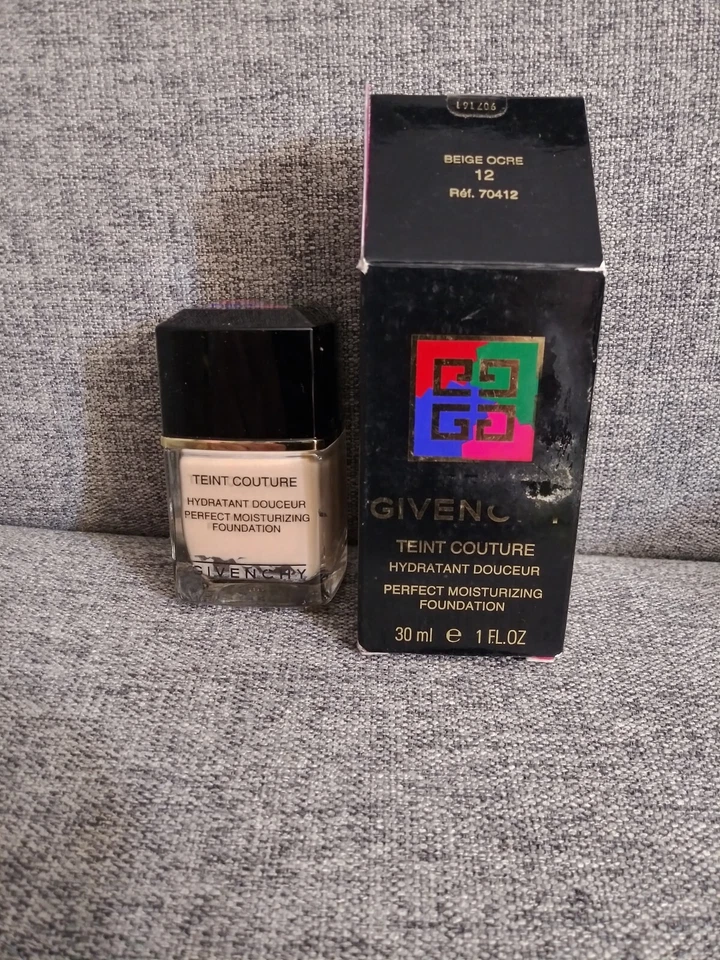 BEIGE OCRE
12
Réf. 70412
TEINT COUTURE
HYDRATANT DOUCEUR
PERFECT MOISTURIZING
FOUNDATION
GIVENCHY
GIVENC
TEINT COUTURE
HYDRATANT DOUCEUR
PERFECT MOISTURIZING
FOUNDATION
30 ml e 1 FL.OZ